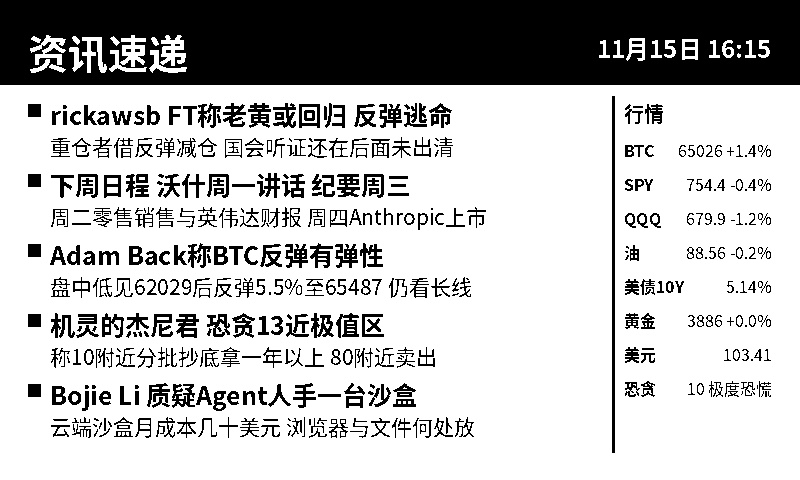 资讯速递
11月15日 16:15
■ rickawsb FT称老黄或回归 反弹逃命
重仓者借反弹减仓 国会听证还在后面未出清
■ 下周日程 沃什周一讲话 纪要周三
周二零售销售与英伟达财报 周四Anthropic上市
■ Adam Back称BTC反弹有弹性
盘中低见62029后反弹5.5%至65487 仍看长线
■ 机灵的杰尼君 恐贪13近极值区
称10附近分批抄底拿一年以上 80附近卖出
■ Bojie Li 质疑Agent人手一台沙盒
云端沙盒月成本几十美元 浏览器与文件何处放
行情
BTC 65026 +1.4%
SPY 754.4 -0.4%
QQQ 679.9 -1.2%
油 88.56 -0.2%
美债10Y 5.14%
黄金 3886 +0.0%
美元 103.41
恐贪 10 极度恐慌